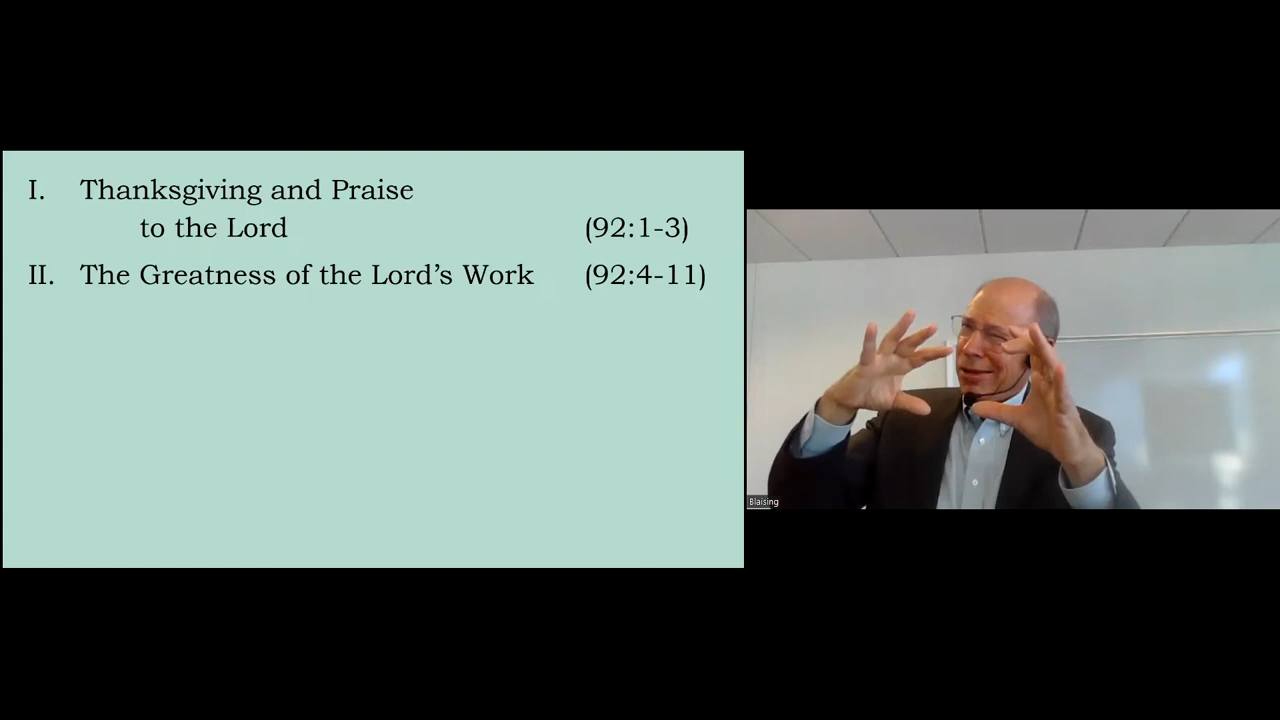 I. Thanksgiving and Praise
to the Lord (92:1-3)
II. The Greatness of the Lord’s Work (92:4-11)
Blaising